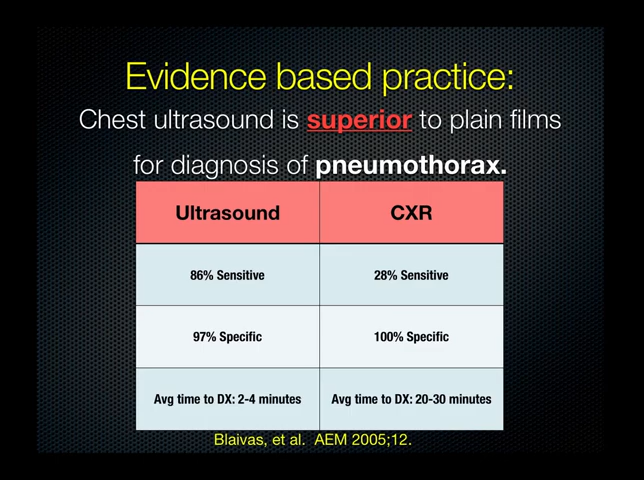 Evidence based practice:
Chest ultrasound is superior to plain films
for diagnosis of pneumothorax.
Ultrasound CXR
86% Sensitive 28% Sensitive
97% Specific 100% Specific
Avg time to DX: 2-4 minutes Avg time to DX: 20-30 minutes
Blaivas, et al. AEM 2005;12.